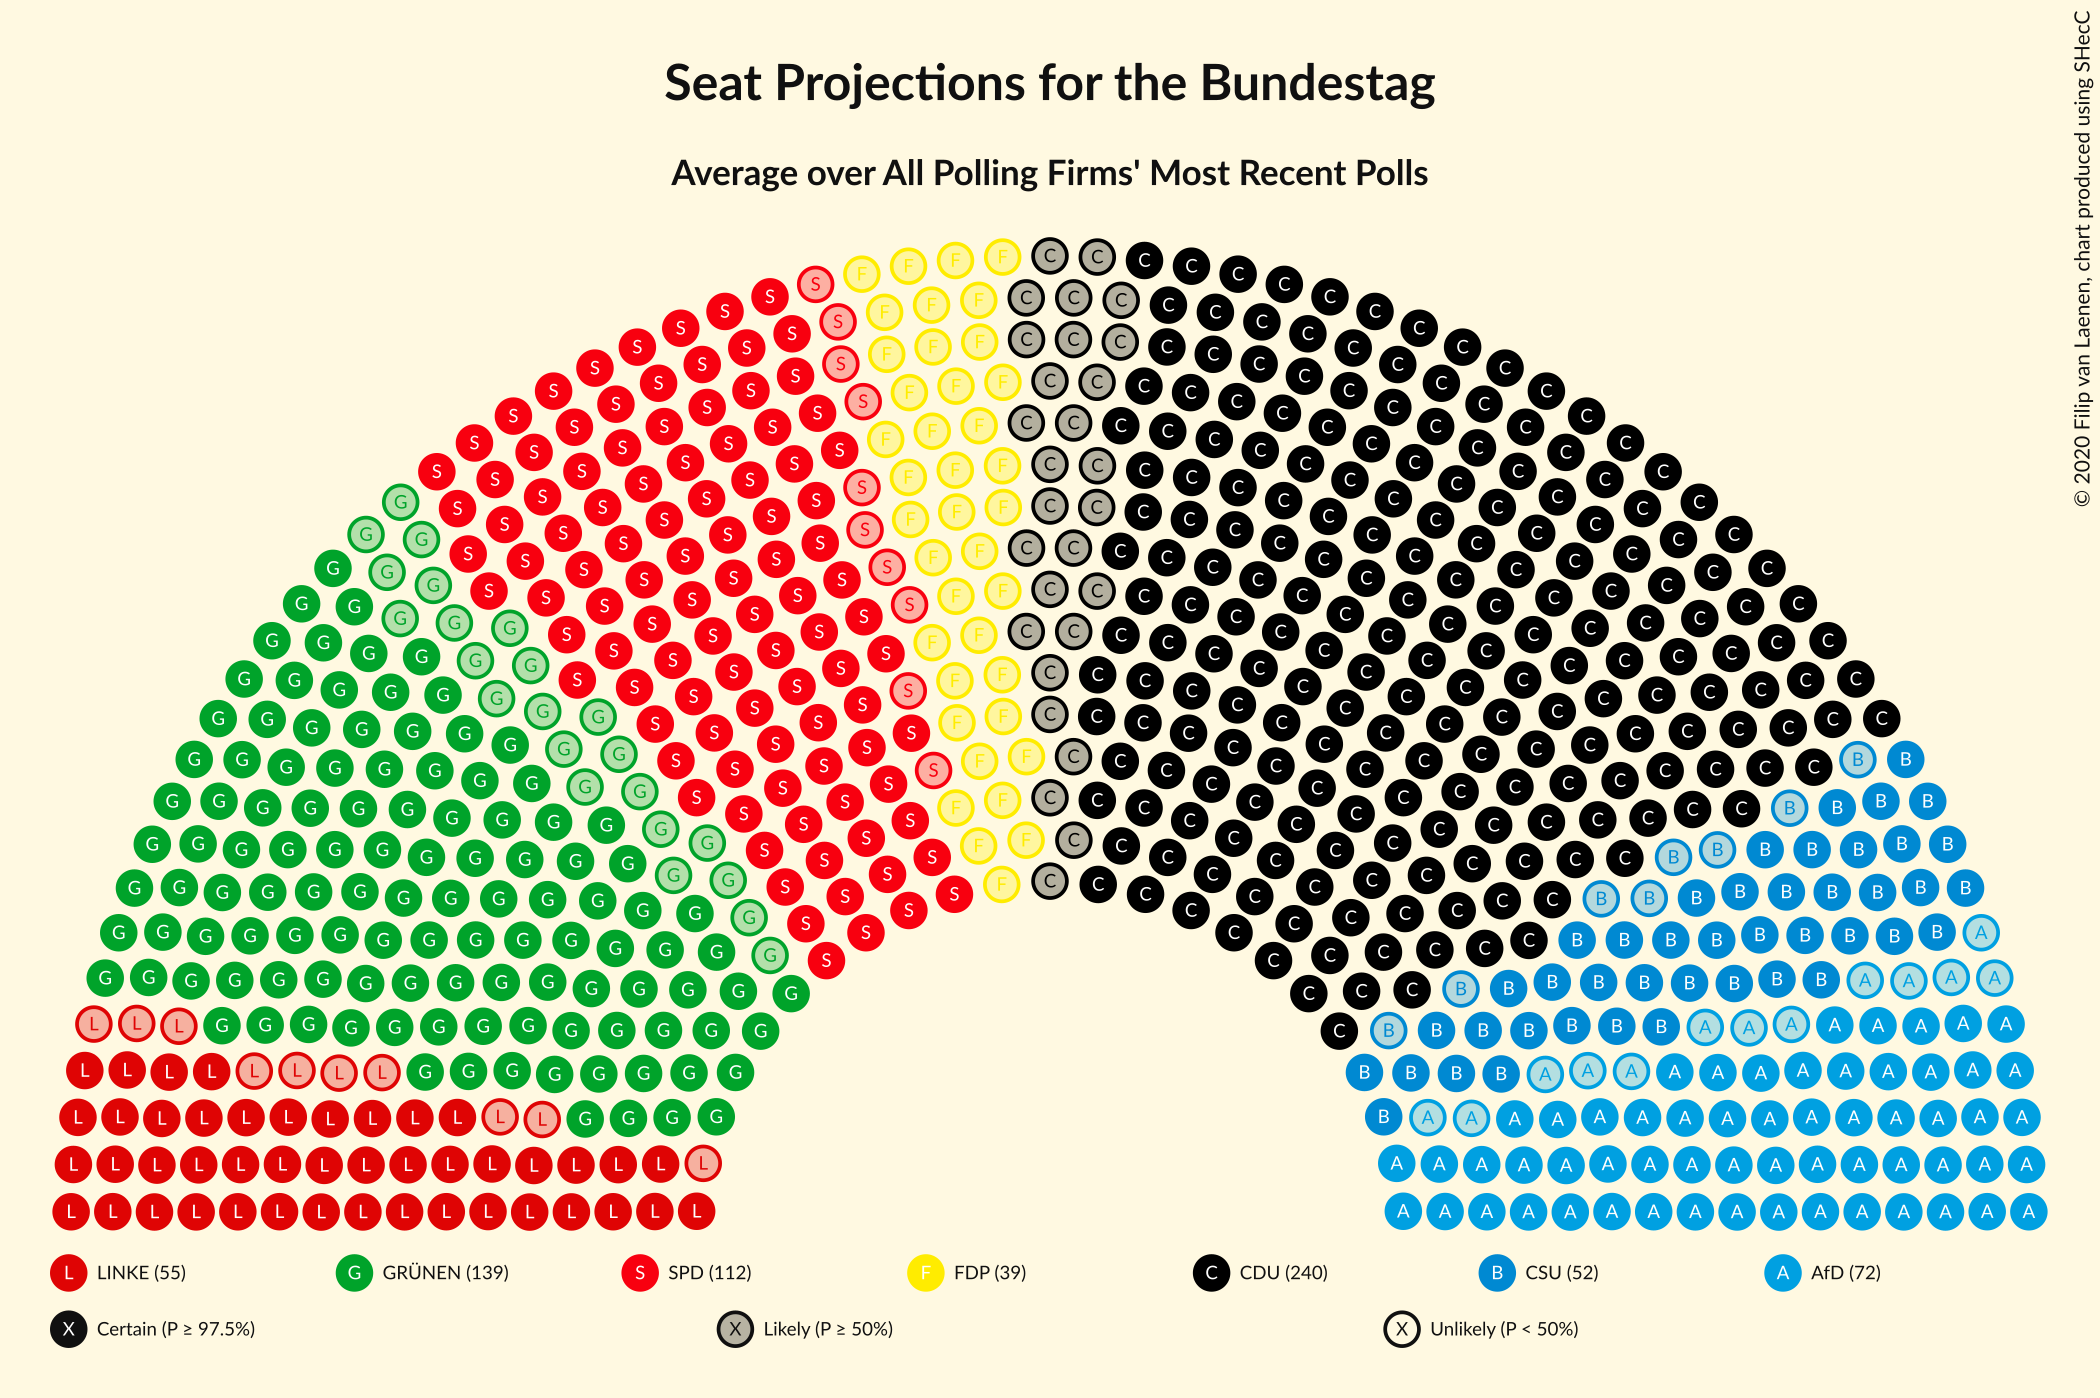 Seat Projections for the Bundestag
Average over All Polling Firms' Most Recent Polls
© 2020 Filip van Laenen, chart produced using SHecC
L LINKE (55) G GRÜNEN (139) S SPD (112) F FDP (39) C CDU (240) B CSU (52) A AfD (72)
X Certain (P ≥ 97.5%) X Likely (P ≥ 50%) X Unlikely (P < 50%)